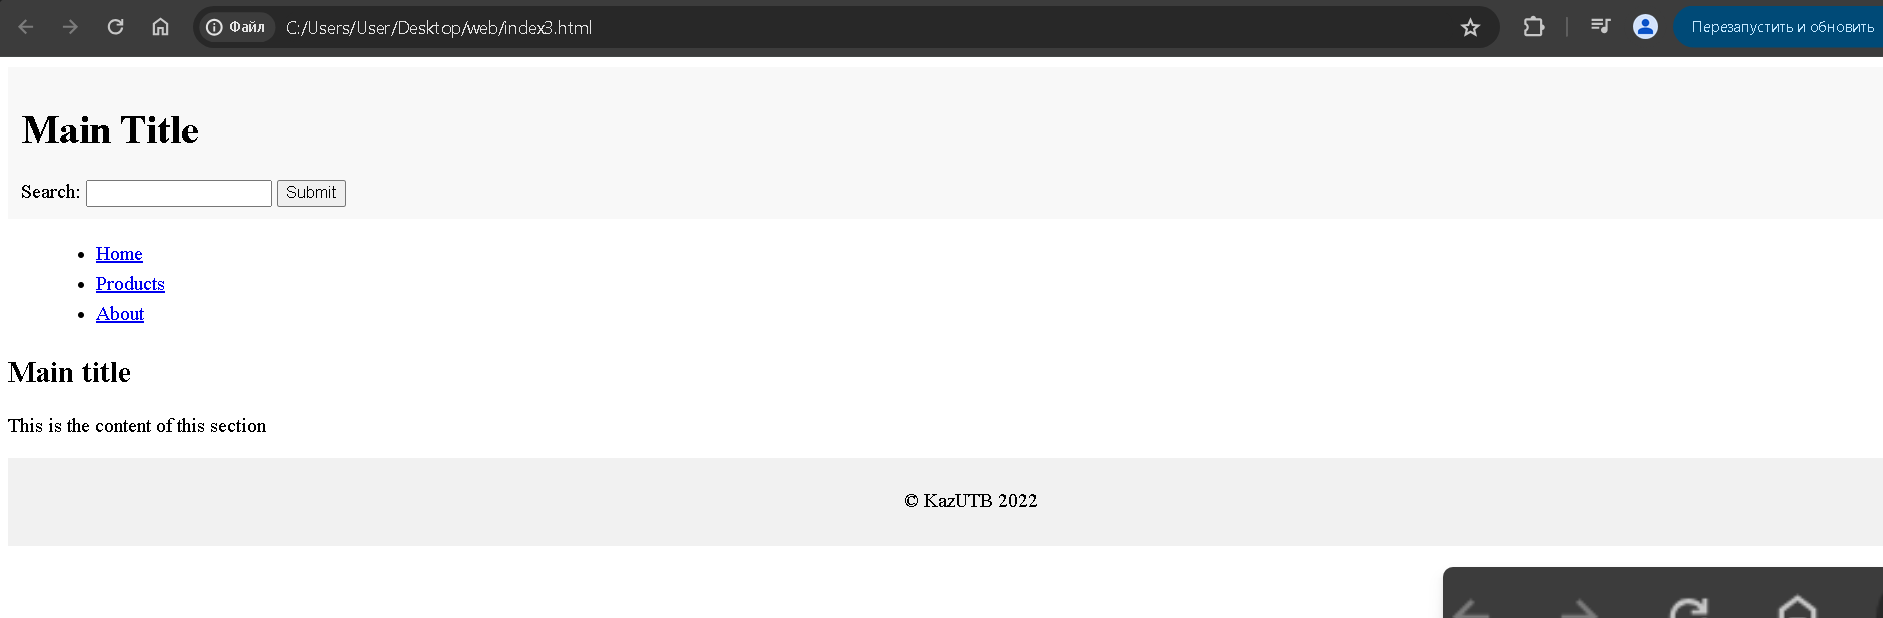 Файл C:/Users/User/Desktop/web/index3.html Перезапустить и обновить
Main Title
Search: Submit
Home
Products
About
Main title
This is the content of this section
© KazUTB 2022